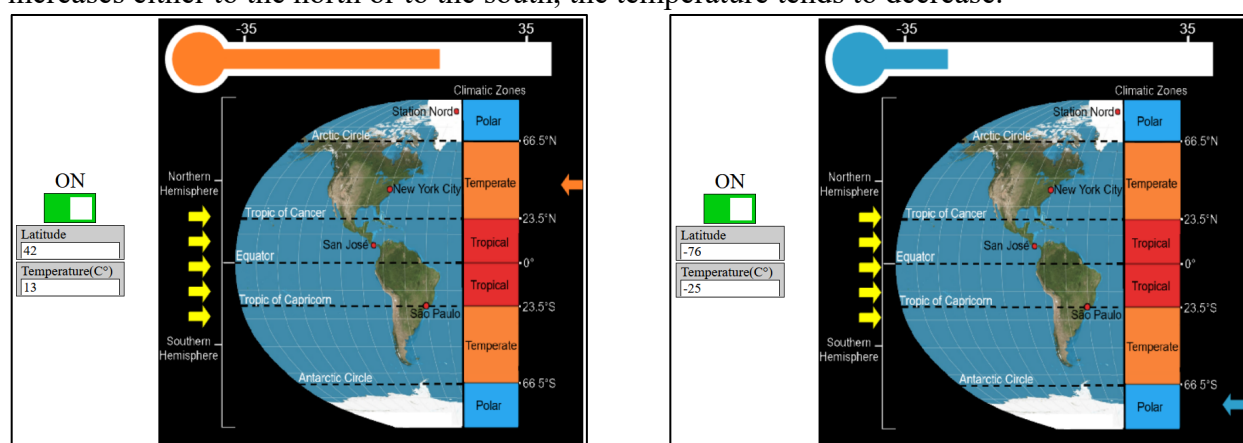 increases either to the north or to the south, the temperature tends to decrease.
-35 35
Climatic Zones
Station Nord
Polar
Arctic Circle
66.5°N
Northern
Hemisphere
ON
New York City
Temperate
Tropic of Cancer
23.5°N
Latitude
42
San José
Tropical
Equator
0°
Temperature(C°)
13
Tropical
Tropic of Capricorn
23.5°S
São Paulo
Southern
Hemisphere
Temperate
Antarctic Circle
66.5°S
Polar
-35 35
Climatic Zones
Station Nord
Polar
Arctic Circle
66.5°N
Northern
Hemisphere
ON
New York City
Temperate
Tropic of Cancer
23.5°N
Latitude
-76
San José
Tropical
Equator
0°
Temperature(C°)
-25
Tropical
Tropic of Capricorn
23.5°S
São Paulo
Southern
Hemisphere
Temperate
Antarctic Circle
66.5°S
Polar